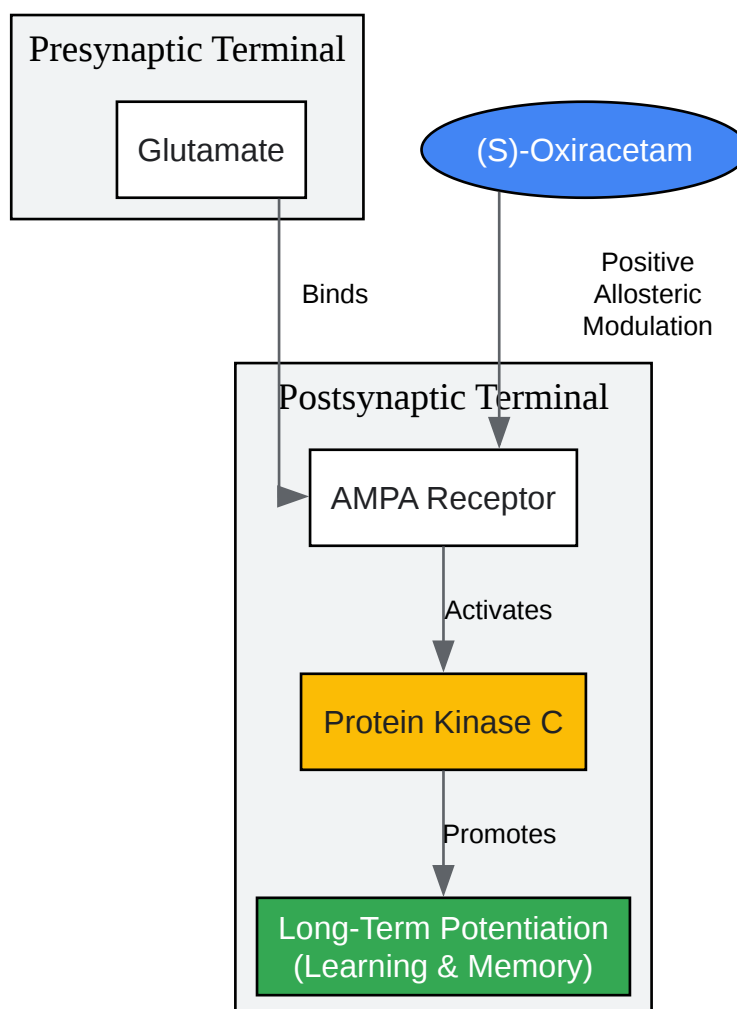 Presynaptic Terminal
Glutamate
(S)-Oxiracetam
Binds
Positive
Allosteric
Modulation
Postsynaptic Terminal
AMPA Receptor
Activates
Protein Kinase C
Promotes
Long-Term Potentiation
(Learning & Memory)